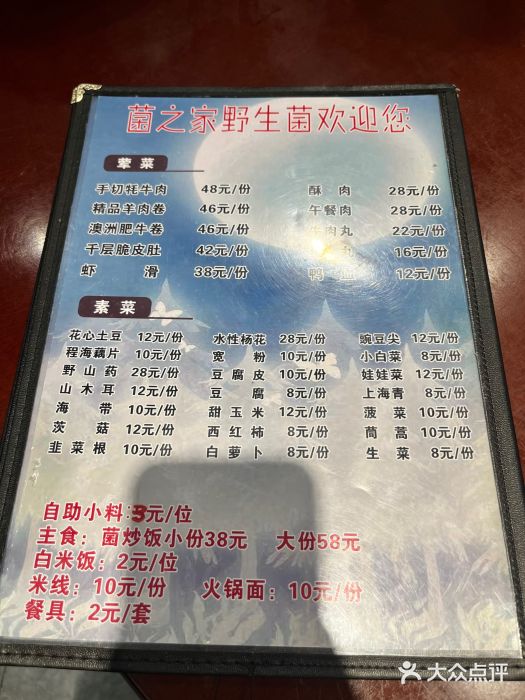 菌之家野生菌欢迎您
荤菜
手切牦牛肉 48元/份 酥肉 28元/份
精品羊肉卷 46元/份 午餐肉 28元/份
澳洲肥牛卷 46元/份 牛肉丸 22元/份
千层脆皮肚 42元/份 16元/份
虾滑 38元/份 鸭 12元/份
素菜
花心土豆 12元/份 水性杨花 28元/份 豌豆尖 12元/份
程海藕片 10元/份 宽粉 10元/份 小白菜 8元/份
野山药 28元/份 豆腐皮 10元/份 娃娃菜 12元/份
山木耳 12元/份 豆腐 8元/份 上海青 8元/份
海带 10元/份 甜玉米 12元/份 菠菜 10元/份
茨菇 12元/份 西红柿 8元/份 茼蒿 10元/份
韭菜根 10元/份 白萝卜 8元/份 生菜 8元/份
自助小料:3元/位
主食：菌炒饭小份38元 大份58元
白米饭：2元/位
米线：10元/份 火锅面：10元/份
餐具：2元/套
大众点评